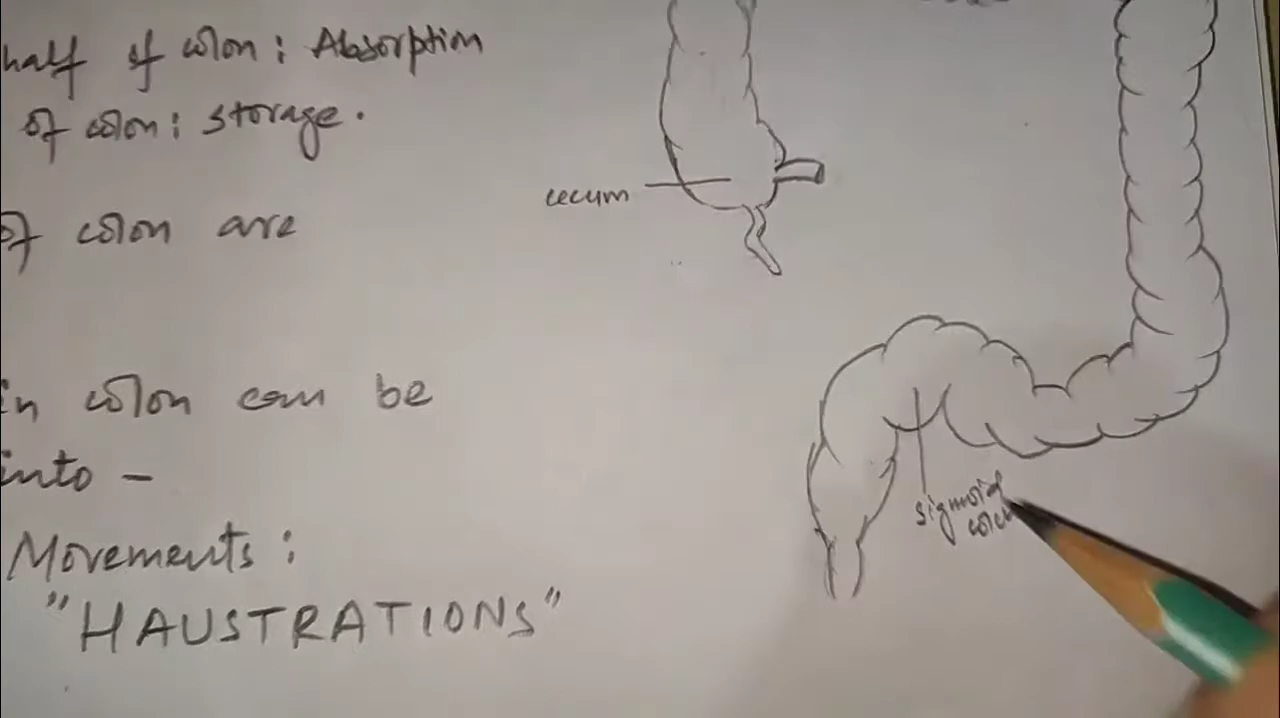 half of colon : Absorption
of colon : storage.
of colon are
in colon can be
into -
Movements :
"HAUSTRATIONS"
cecum
sigmoid
colon